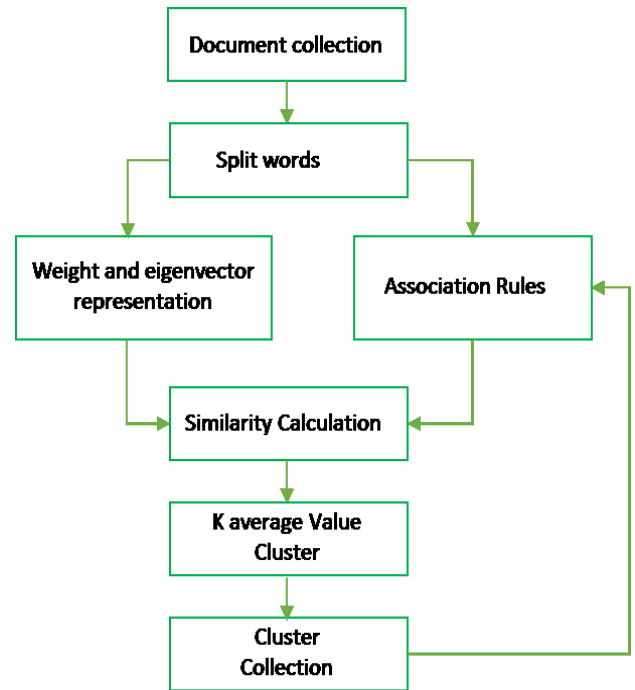 Document collection
Split words
Weight and eigenvector
representation
Association Rules
Similarity Calculation
K average Value
Cluster
Cluster
Collection